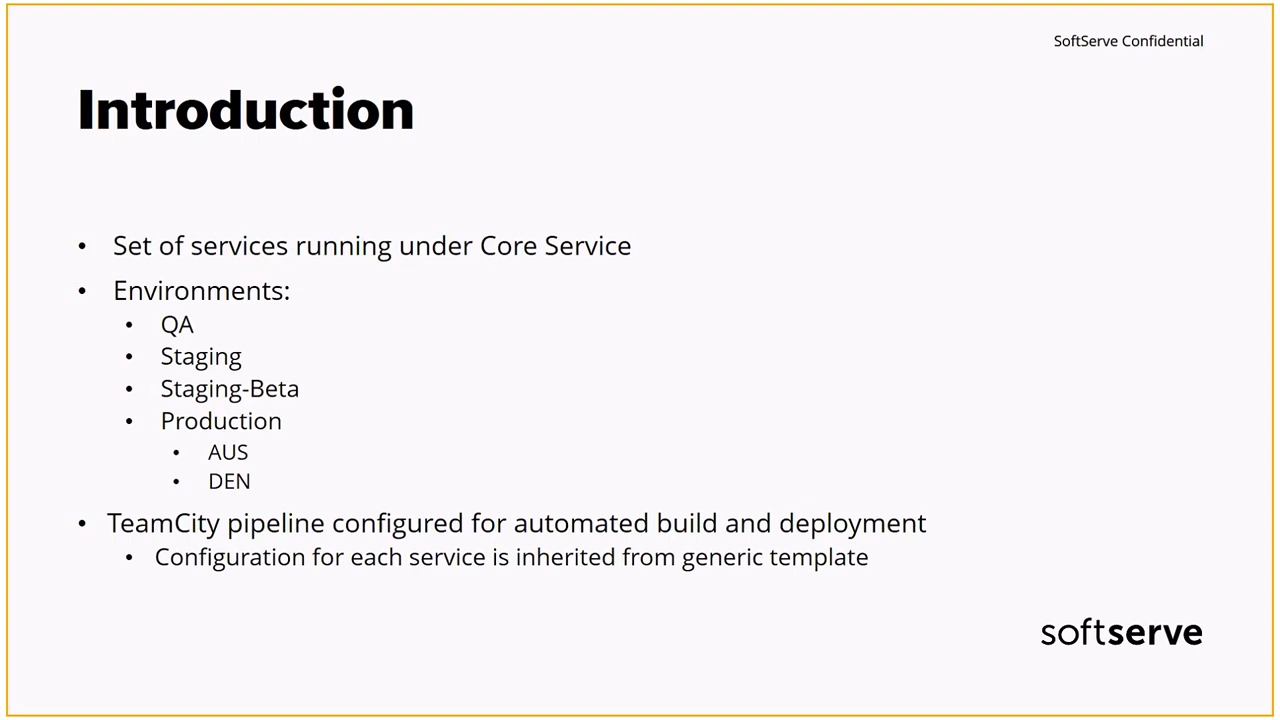 SoftServe Confidential
Introduction
• Set of services running under Core Service
• Environments:
• QA
• Staging
• Staging-Beta
• Production
• AUS
• DEN
• TeamCity pipeline configured for automated build and deployment
• Configuration for each service is inherited from generic template
softserve